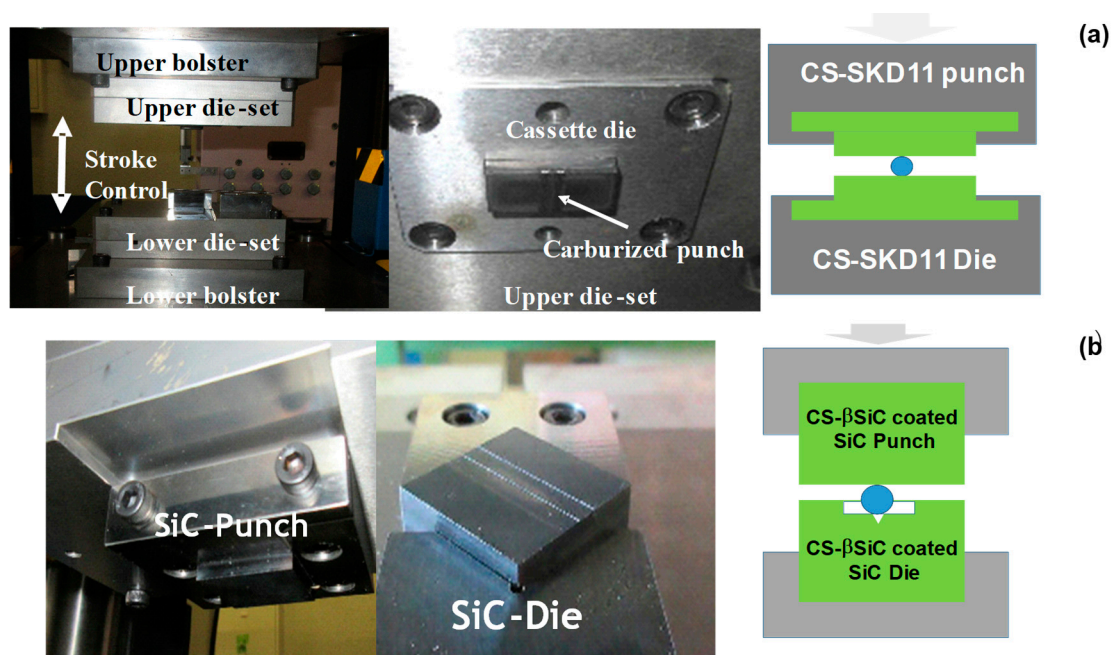 (a)
Upper bolster
Upper die-set
Stroke
Control
Lower die-set
Lower bolster
Cassette die
Carburized punch
Upper die-set
CS-SKD11 punch
CS-SKD11 Die
(b)
SiC-Punch
SiC-Die
CS-βSiC coated
SiC Punch
CS-βSiC coated
SiC Die